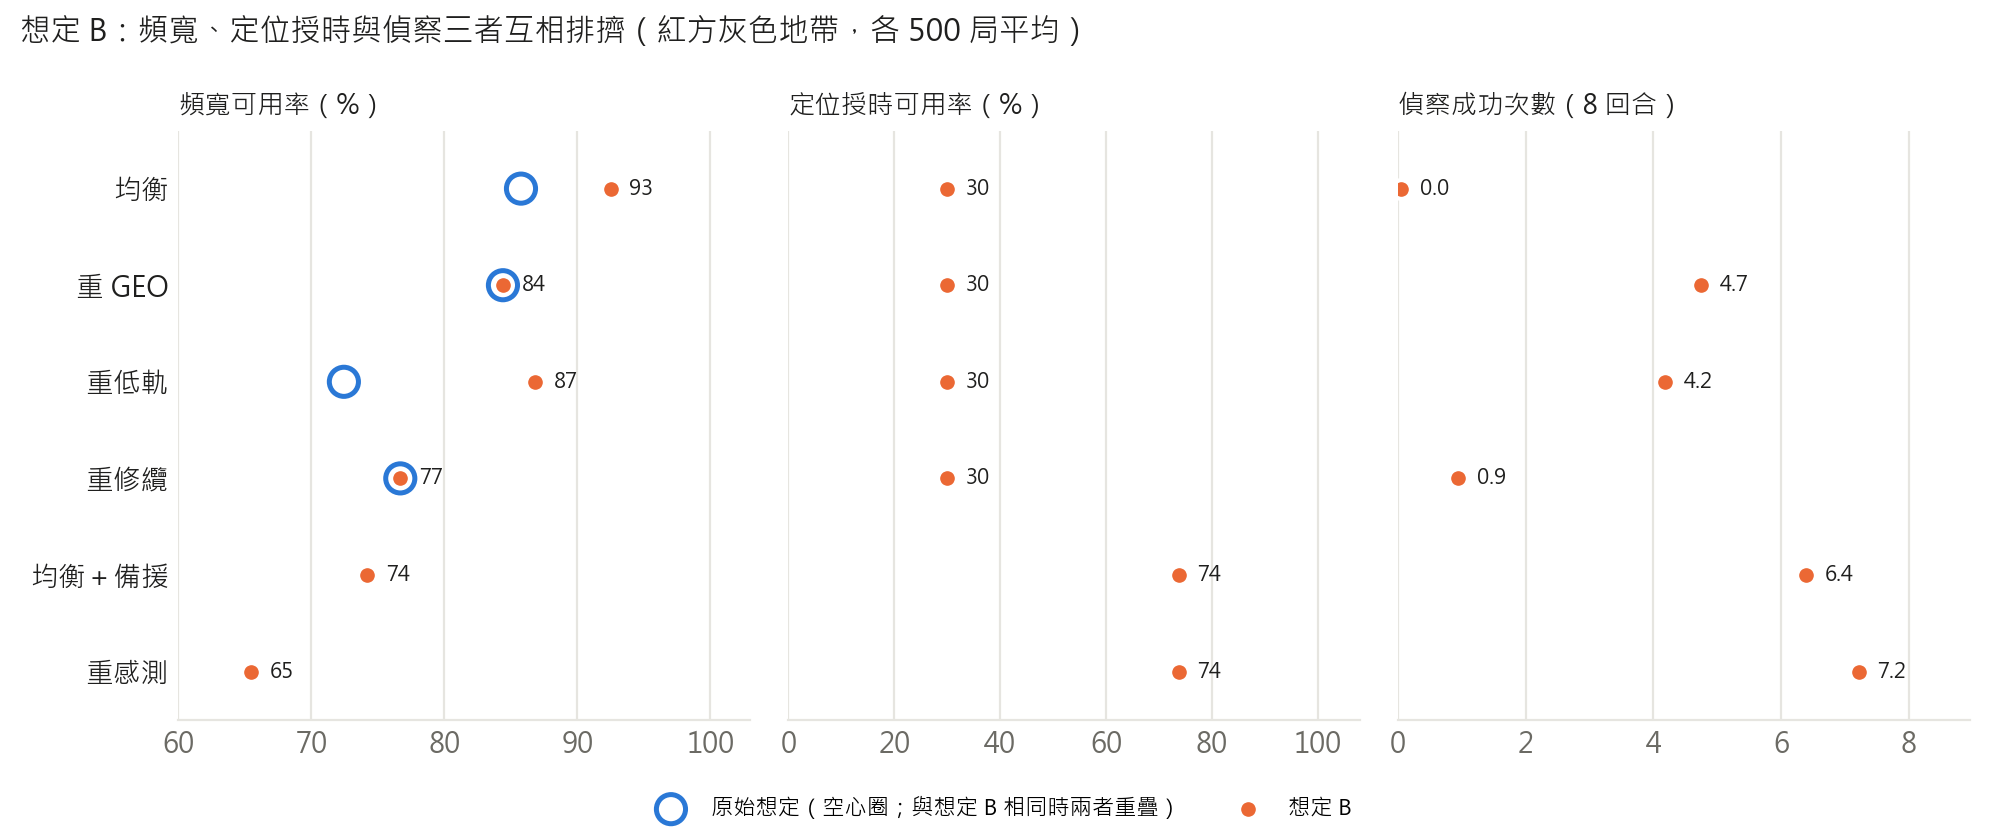 想定 B：頻寬、定位授時與偵察三者互相排擠（紅方灰色地帶，各 500 局平均）
頻寬可用率（%）
定位授時可用率（%）
偵察成功次數（8 回合）
均衡
93
30
0.0
重 GEO
84
30
4.7
重低軌
87
30
4.2
重修纜
77
30
0.9
均衡 + 備援
74
74
6.4
重感測
65
74
7.2
60 70 80 90 100
0 20 40 60 80 100
0 2 4 6 8
原始想定（空心圈；與想定 B 相同時兩者重疊）
想定 B